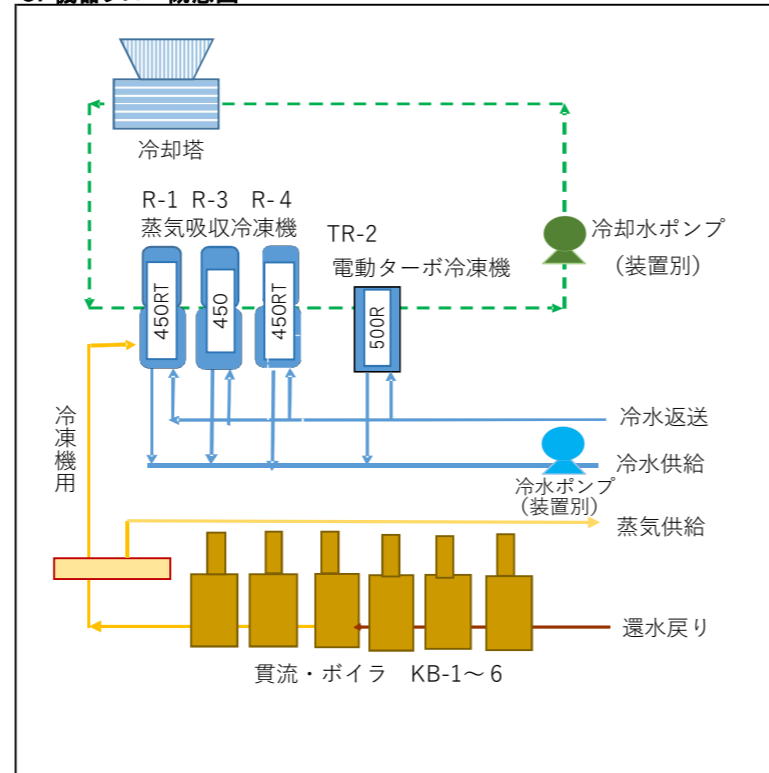 冷却塔
R-1 R-3 R-4
蒸気吸収冷凍機
TR-2
電動ターボ冷凍機
冷却水ポンプ
(装置別)
450RT
450
450RT
500R
冷凍機用
冷水返送
冷水供給
冷水ポンプ
(装置別)
蒸気供給
還水戻り
貫流・ボイラ KB-1～6